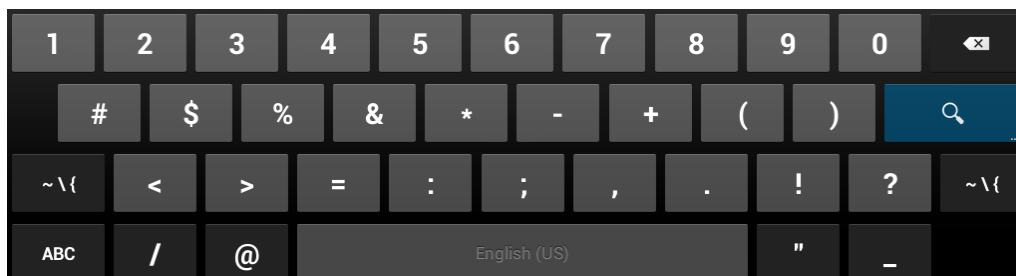 1 2 3 4 5 6 7 8 9 0
# $ % & * - + ( )
~ \ { < > = : ; , . ! ? ~ \ {
ABC / @ English (US) " _